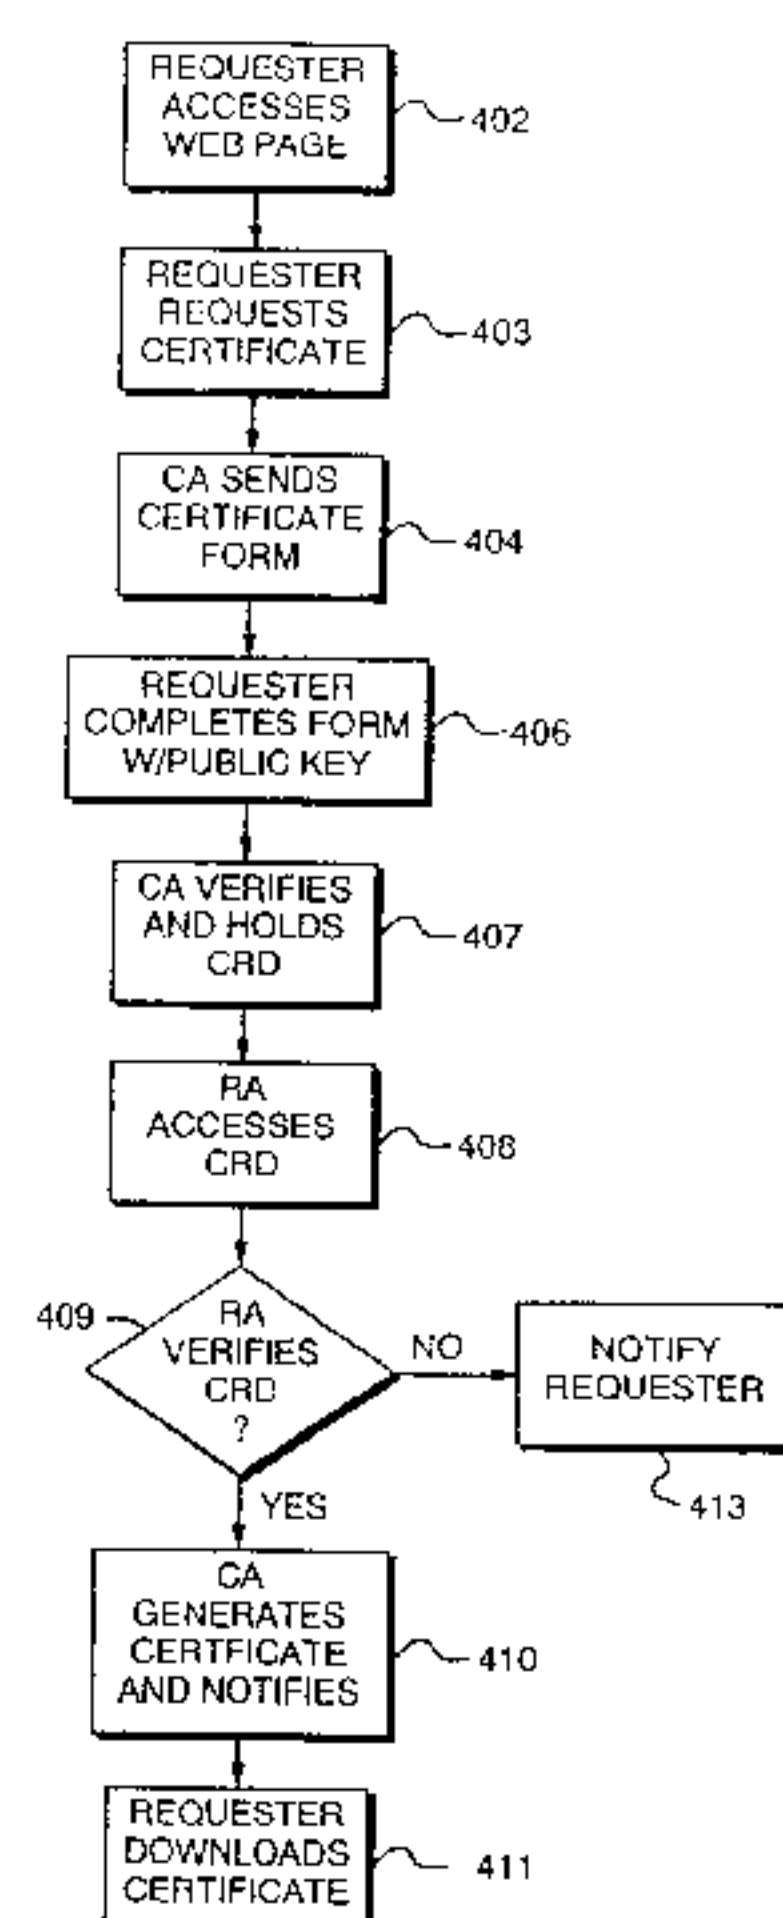 REQUESTER
ACCESSES
WEB PAGE
402
REQUESTER
REQUESTS
CERTIFICATE
403
CA SENDS
CERTIFICATE
FORM
404
REQUESTER
COMPLETES FORM
W/PUBLIC KEY
406
CA VERIFIES
AND HOLDS
CRD
407
RA
ACCESSES
CRD
408
409
RA
VERIFIES
CRD
?
NO
NOTIFY
REQUESTER
413
YES
CA
GENERATES
CERTFICATE
AND NOTIFIES
410
REQUESTER
DOWNLOADS
CERTIFICATE
411